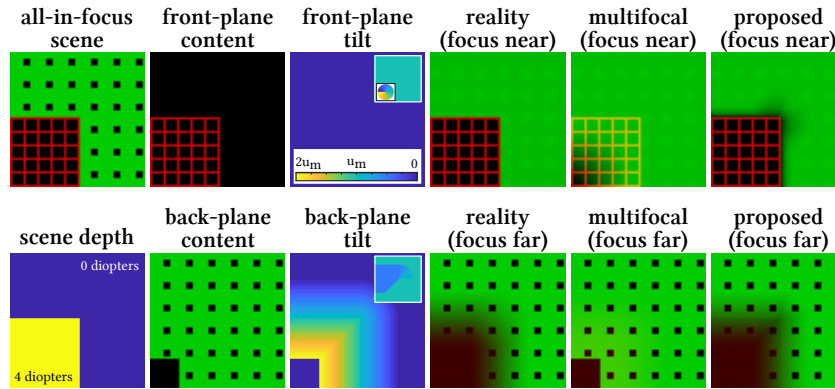 all-in-focus scene
front-plane content
front-plane tilt
reality (focus near)
multifocal (focus near)
proposed (focus near)
2um um 0
scene depth
back-plane content
back-plane tilt
reality (focus far)
multifocal (focus far)
proposed (focus far)
0 diopters
4 diopters